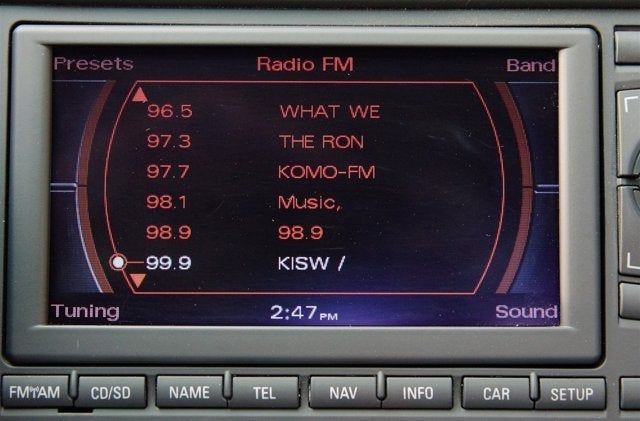 Presets Radio FM Band
96.5 WHAT WE
97.3 THE RON
97.7 KOMO-FM
98.1 Music,
98.9 98.9
99.9 KISW /
Tuning 2:47 PM Sound
FM AM CD/SD NAME TEL NAV INFO CAR SETUP